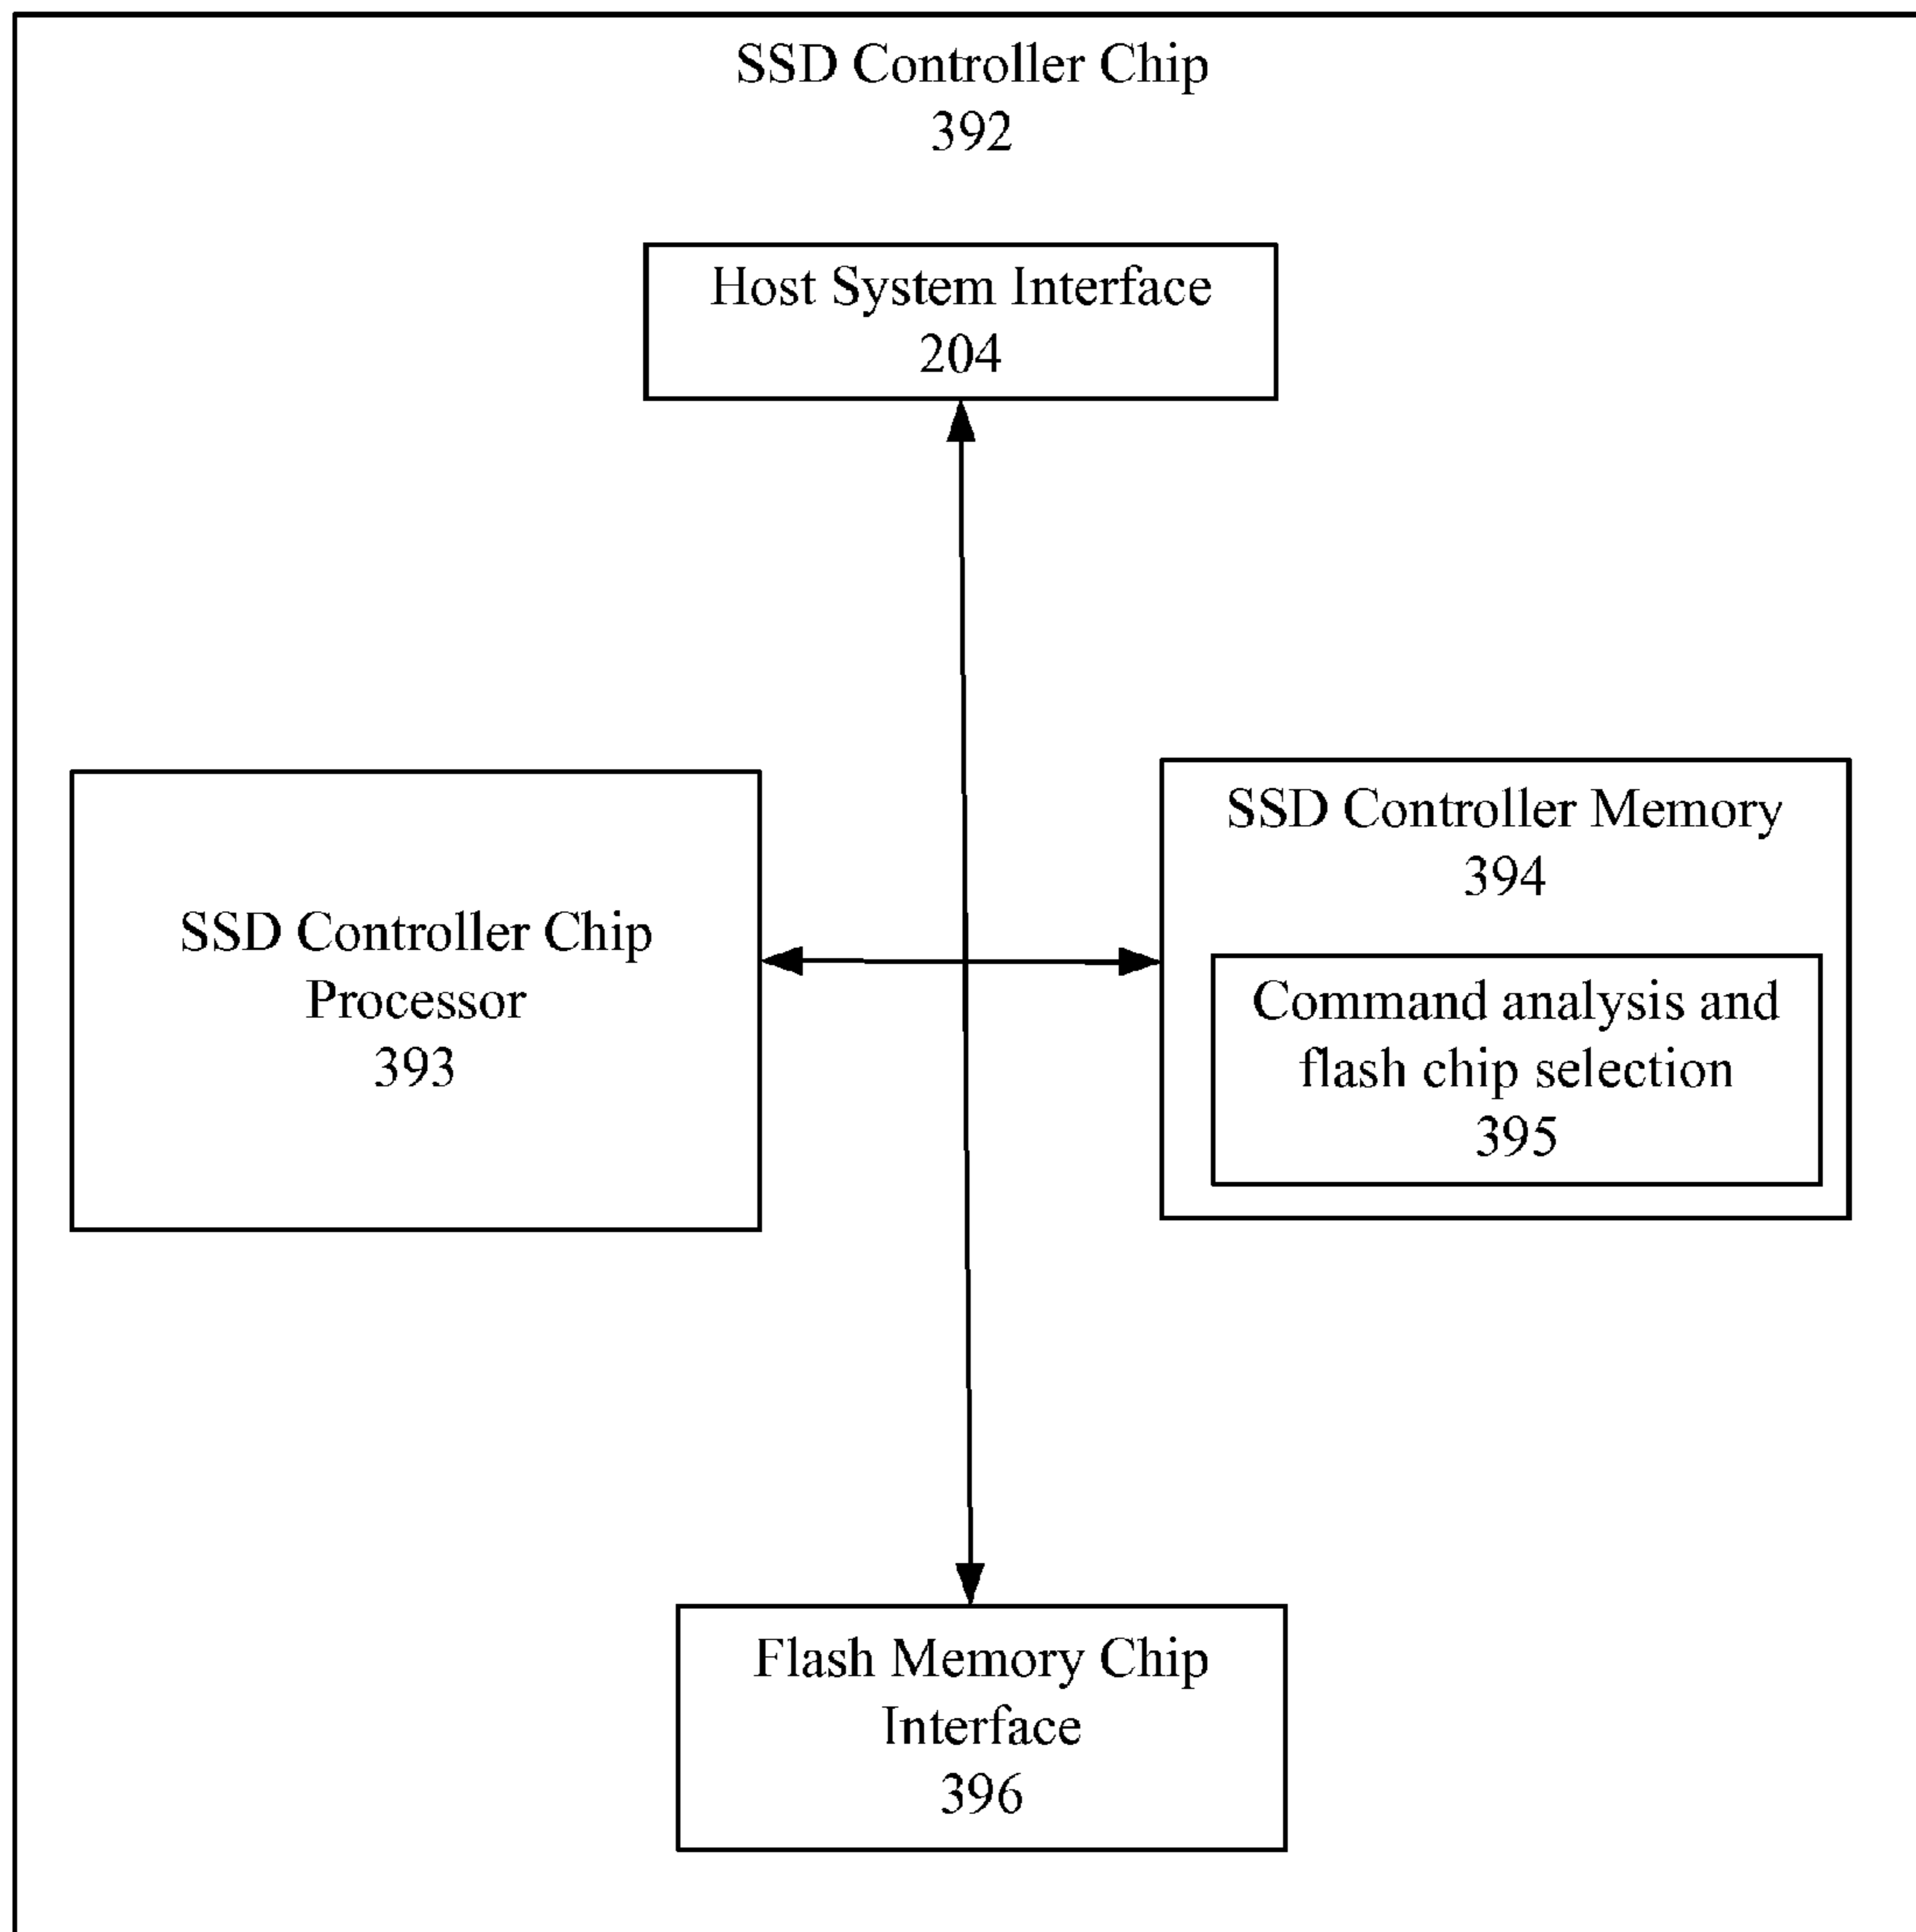 SSD Controller Chip
392
Host System Interface
204
SSD Controller Chip
Processor
393
SSD Controller Memory
394
Command analysis and
flash chip selection
395
Flash Memory Chip
Interface
396